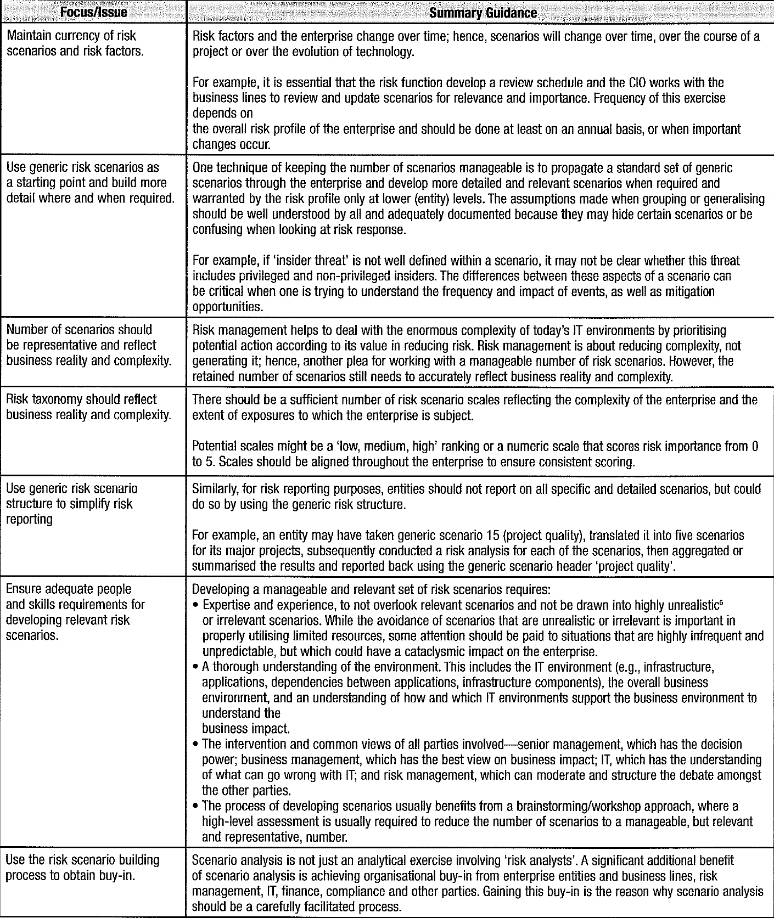 Focus/Issue
Summary Guidance
Maintain currency of risk
scenarios and risk factors.
Risk factors and the enterprise change over time; hence, scenarios will change over time, over the course of a
project or over the evolution of technology.
For example, it is essential that the risk function develop a review schedule and the CIO works with the
business lines to review and update scenarios for relevance and importance. Frequency of this exercise
depends on
the overall risk profile of the enterprise and should be done at least on an annual basis, or when important
changes occur.
Use generic risk scenarios as
a starting point and build more
detail where and when required.
One technique of keeping the number of scenarios manageable is to propagate a standard set of generic
scenarios through the enterprise and develop more detailed and relevant scenarios when required and
warranted by the risk profile only at lower (entity) levels. The assumptions made when grouping or generalising
should be well understood by all and adequately documented because they may hide certain scenarios or be
confusing when looking at risk response.
For example, if 'insider threat' is not well defined within a scenario, it may not be clear whether this threat
includes privileged and non-privileged insiders. The differences between these aspects of a scenario can
be critical when one is trying to understand the frequency and impact of events, as well as mitigation
opportunities.
Number of scenarios should
be representative and reflect
business reality and complexity.
Risk management helps to deal with the enormous complexity of today's IT environments by prioritising
potential action according to its value in reducing risk. Risk management is about reducing complexity, not
generating it; hence, another plea for working with a manageable number of risk scenarios. However, the
retained number of scenarios still needs to accurately reflect business reality and complexity.
Risk taxonomy should reflect
business reality and complexity.
There should be a sufficient number of risk scenario scales reflecting the complexity of the enterprise and the
extent of exposures to which the enterprise is subject.
Potential scales might be a 'low, medium, high' ranking or a numeric scale that scores risk importance from 0
to 5. Scales should be aligned throughout the enterprise to ensure consistent scoring.
Use generic risk scenario
structure to simplify risk
reporting
Similarly, for risk reporting purposes, entities should not report on all specific and detailed scenarios, but could
do so by using the generic risk structure.
For example, an entity may have taken generic scenario 15 (project quality), translated it into five scenarios
for its major projects, subsequently conducted a risk analysis for each of the scenarios, then aggregated or
summarised the results and reported back using the generic scenario header 'project quality'.
Ensure adequate people
and skills requirements for
developing relevant risk
scenarios.
Developing a manageable and relevant set of risk scenarios requires:
• Expertise and experience, to not overlook relevant scenarios and not be drawn into highly unrealistic⁶
or irrelevant scenarios. While the avoidance of scenarios that are unrealistic or irrelevant is important in
properly utilising limited resources, some attention should be paid to situations that are highly infrequent and
unpredictable, but which could have a cataclysmic impact on the enterprise.
• A thorough understanding of the environment. This includes the IT environment (e.g., infrastructure,
applications, dependencies between applications, infrastructure components), the overall business
environment, and an understanding of how and which IT environments support the business environment to
understand the
business impact.
• The intervention and common views of all parties involved—senior management, which has the decision
power; business management, which has the best view on business impact; IT, which has the understanding
of what can go wrong with IT; and risk management, which can moderate and structure the debate amongst
the other parties.
• The process of developing scenarios usually benefits from a brainstorming/workshop approach, where a
high-level assessment is usually required to reduce the number of scenarios to a manageable, but relevant
and representative, number.
Use the risk scenario building
process to obtain buy-in.
Scenario analysis is not just an analytical exercise involving 'risk analysts'. A significant additional benefit
of scenario analysis is achieving organisational buy-in from enterprise entities and business lines, risk
management, IT, finance, compliance and other parties. Gaining this buy-in is the reason why scenario analysis
should be a carefully facilitated process.